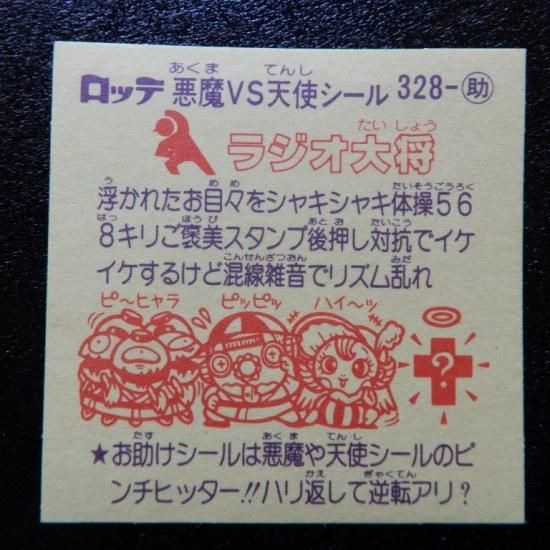 ロッテ 悪魔VS天使シール 328-助
ラジオ大将
浮かれたお目々をシャキシャキ体操56
8キリご褒美スタンプ後押し対抗でイケ
イケするけど混線雑音でリズム乱れ
ピ〜ヒャラ ピッピッ ハイ〜ッ
?
★お助けシールは悪魔や天使シールのピ
ンチヒッター!!ハリ返して逆転アリ?